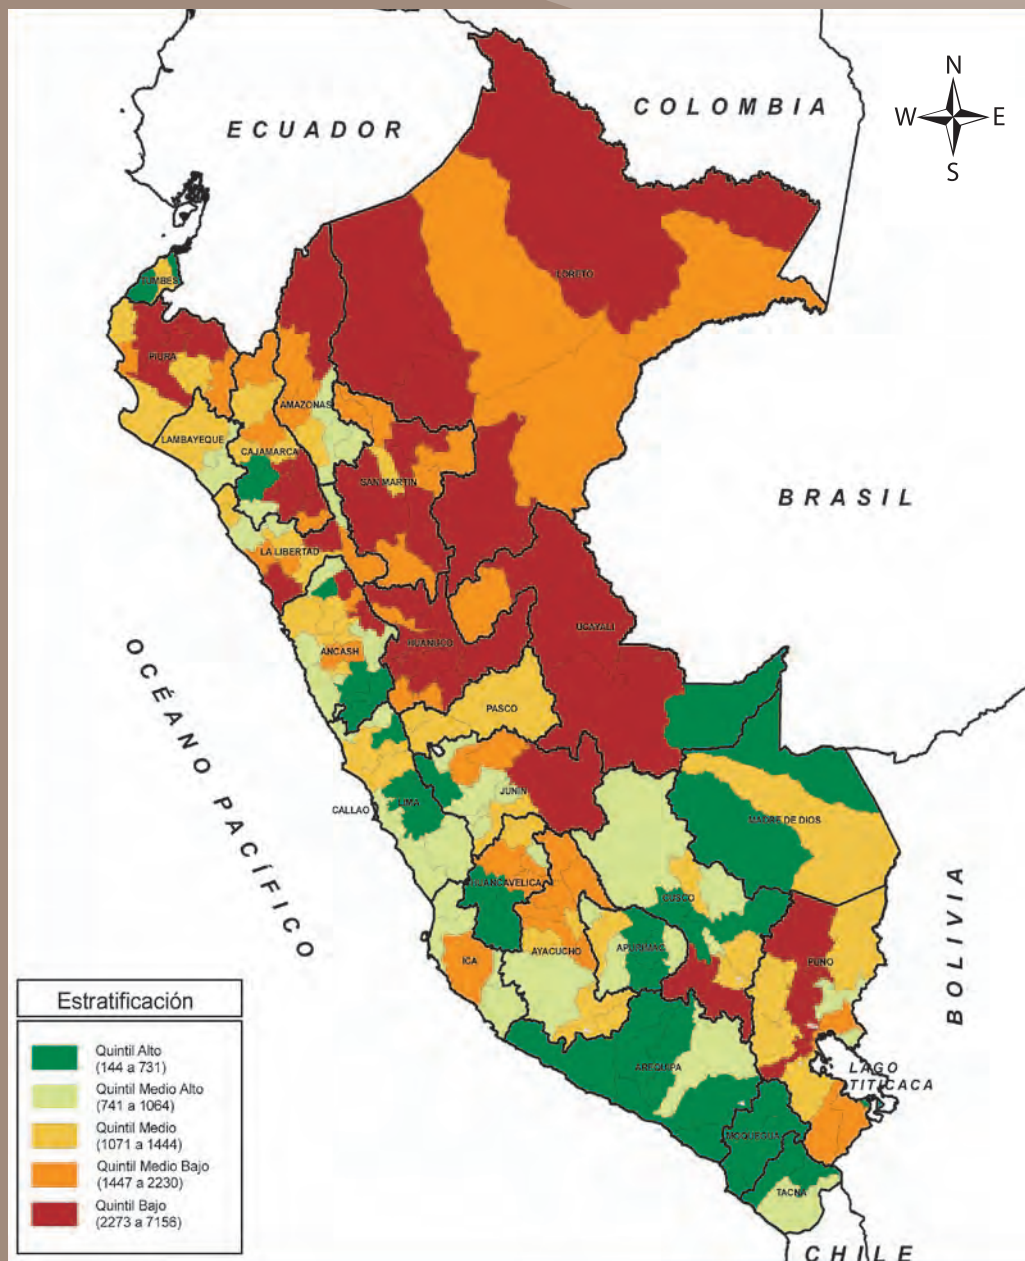 N
W E
S
COLOMBIA
ECUADOR
TUMBES
LORETO
PIURA
AMAZONAS
LAMBAYEQUE
CAJAMARCA
SAN MARTIN
BRASIL
LA LIBERTAD
UCAYALI
HUANUCO
ANCASH
PASCO
OCÉANO PACÍFICO
JUNIN
CALLAO
LIMA
MADRE DE DIOS
HUANCAVELICA
CUSCO
AYACUCHO
APURIMAC
ICA
PUNO
BOLIVIA
AREQUIPA
LAGO
TITICACA
MOQUEGUA
TACNA
CHILE
Estratificación
Quintil Alto
(144 a 731)
Quintil Medio Alto
(741 a 1064)
Quintil Medio
(1071 a 1444)
Quintil Medio Bajo
(1447 a 2230)
Quintil Bajo
(2273 a 7156)